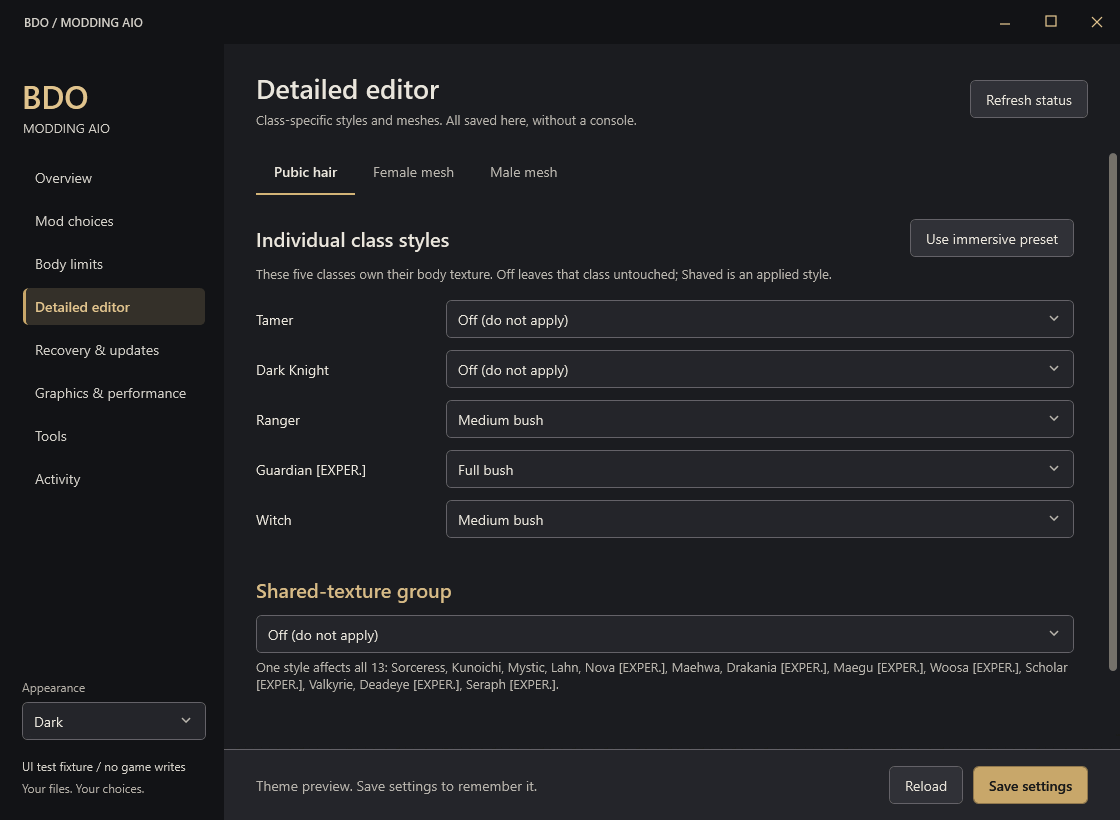 BDO / MODDING AIO
BDO
MODDING AIO
Overview
Mod choices
Body limits
Detailed editor
Recovery & updates
Graphics & performance
Tools
Activity
Appearance
Dark
UI test fixture / no game writes
Your files. Your choices.
Detailed editor
Class-specific styles and meshes. All saved here, without a console.
Refresh status
Pubic hair
Female mesh
Male mesh
Individual class styles
Use immersive preset
These five classes own their body texture. Off leaves that class untouched; Shaved is an applied style.
Tamer
Off (do not apply)
Dark Knight
Off (do not apply)
Ranger
Medium bush
Guardian [EXPER.]
Full bush
Witch
Medium bush
Shared-texture group
Off (do not apply)
One style affects all 13: Sorceress, Kunoichi, Mystic, Lahn, Nova [EXPER.], Maehwa, Drakania [EXPER.], Maegu [EXPER.], Woosa [EXPER.], Scholar
[EXPER.], Valkyrie, Deadeye [EXPER.], Seraph [EXPER.].
Theme preview. Save settings to remember it.
Reload
Save settings